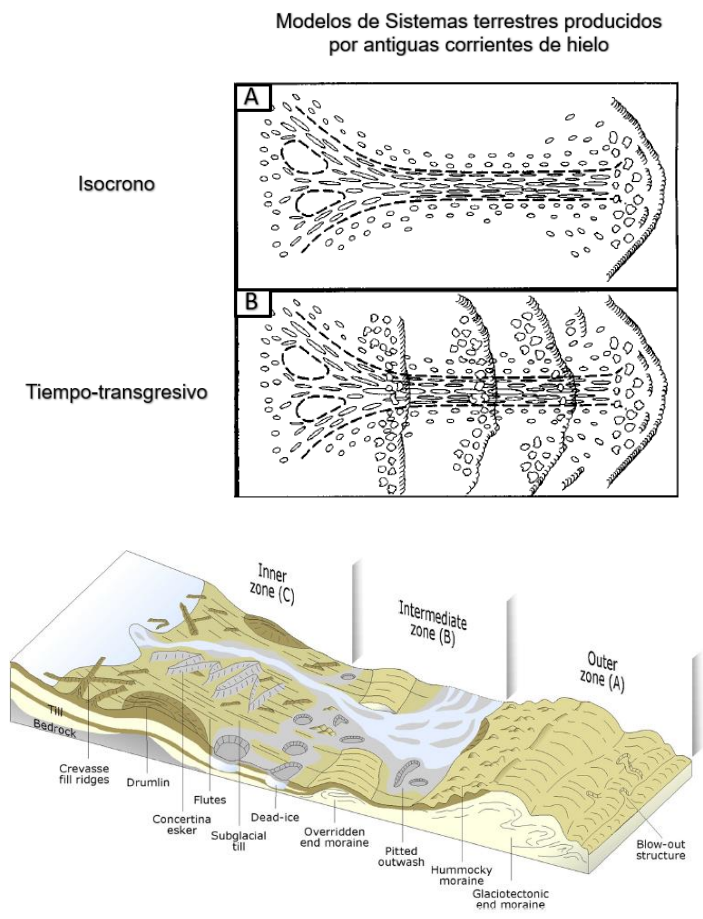 Modelos de Sistemas terrestres producidos
por antiguas corrientes de hielo
A
Isocrono
B
Tiempo-transgresivo
Inner
zone (C)
Intermediate
zone (B)
Outer
zone (A)
Till
Bedrock
Crevasse
fill ridges
Drumlin
Flutes
Concertina
esker
Subglacial
till
Dead-ice
Overridden
end moraine
Pitted
outwash
Hummocky
moraine
Glaciotectonic
end moraine
Blow-out
structure